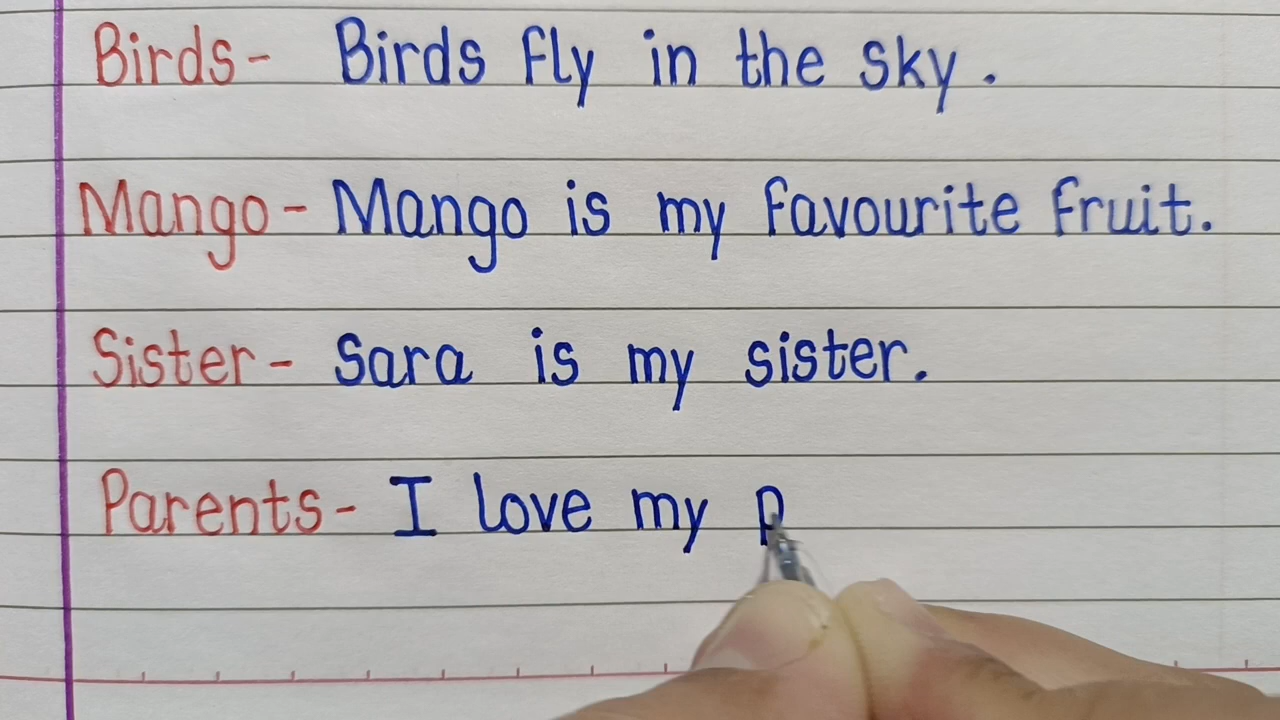 Birds- Birds fly in the sky.
Mango- Mango is my favourite fruit.
Sister- Sara is my sister.
Parents- I love my p